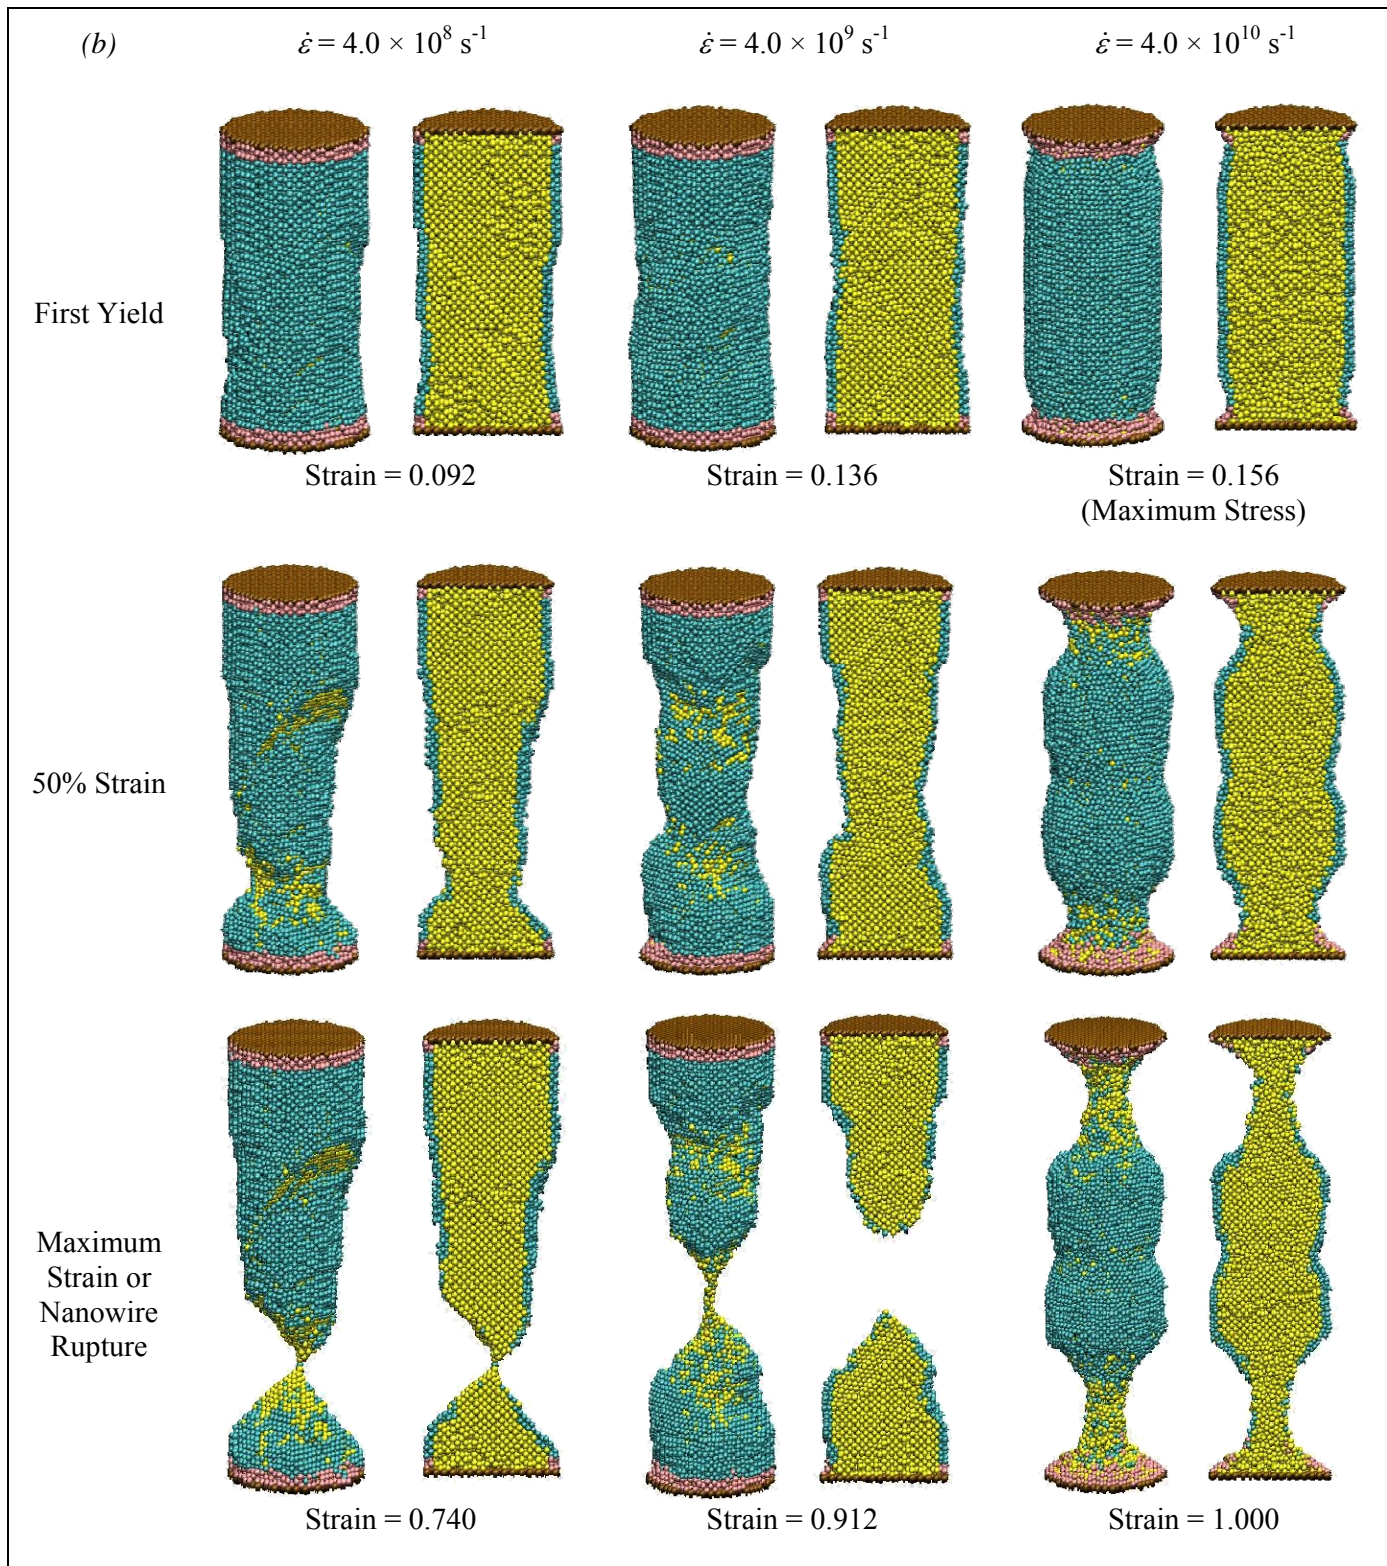 (b)
ε̇ = 4.0 × 10⁸ s⁻¹
ε̇ = 4.0 × 10⁹ s⁻¹
ε̇ = 4.0 × 10¹⁰ s⁻¹
First Yield
Strain = 0.092
Strain = 0.136
Strain = 0.156
(Maximum Stress)
50% Strain
Maximum
Strain or
Nanowire
Rupture
Strain = 0.740
Strain = 0.912
Strain = 1.000